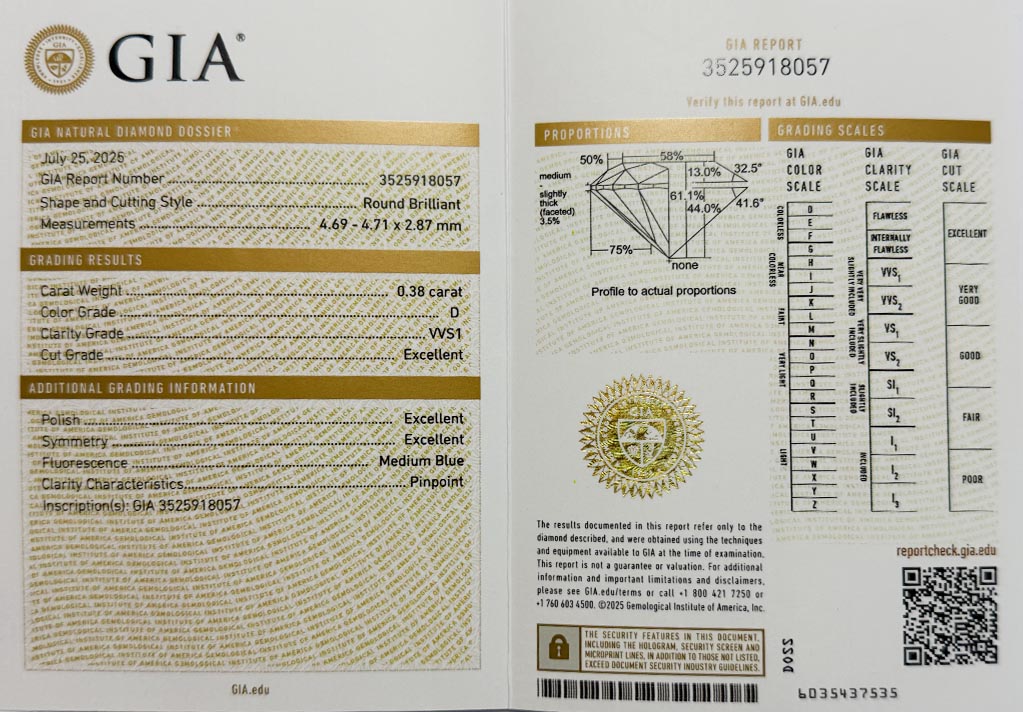 GIA®
GIA NATURAL DIAMOND DOSSIER®
July 25, 2025
GIA Report Number 3525918057
Shape and Cutting Style Round Brilliant
Measurements 4.69 - 4.71 x 2.87 mm
GRADING RESULTS
Carat Weight 0.38 carat
Color Grade D
Clarity Grade VVS1
Cut Grade Excellent
ADDITIONAL GRADING INFORMATION
Polish Excellent
Symmetry Excellent
Fluorescence Medium Blue
Clarity Characteristics Pinpoint
Inscription(s): GIA 3525918057
GIA.edu
GIA REPORT
3525918057
Verify this report at GIA.edu
PROPORTIONS
50%
58%
13.0%
32.5°
medium
-
slightly
thick
(faceted)
3.5%
61.1%
44.0%
41.6°
75%
none
Profile to actual proportions
The results documented in this report refer only to the
diamond described, and were obtained using the techniques
and equipment available to GIA at the time of examination.
This report is not a guarantee or valuation. For additional
information and important limitations and disclaimers,
please see GIA.edu/terms or call +1 800 421 7250 or
+1 760 603 4500. ©2025 Gemological Institute of America, Inc.
THE SECURITY FEATURES IN THIS DOCUMENT,
INCLUDING THE HOLOGRAM, SECURITY SCREEN AND
MICROPRINT LINES, IN ADDITION TO THOSE NOT LISTED,
EXCEED DOCUMENT SECURITY INDUSTRY GUIDELINES.
GRADING SCALES
GIA
COLOR
SCALE
COLORLESS
D
E
F
NEAR
COLORLESS
G
H
I
J
FAINT
K
L
M
VERY LIGHT
N
O
P
Q
R
LIGHT
S
T
U
V
W
X
Y
Z
GIA
CLARITY
SCALE
FLAWLESS
INTERNALLY
FLAWLESS
VERY VERY
SLIGHTLY INCLUDED
VVS1
VVS2
VERY SLIGHTLY
INCLUDED
VS1
VS2
SLIGHTLY
INCLUDED
SI1
SI2
INCLUDED
I1
I2
I3
GIA
CUT
SCALE
EXCELLENT
VERY
GOOD
GOOD
FAIR
POOR
reportcheck.gia.edu
6035437535